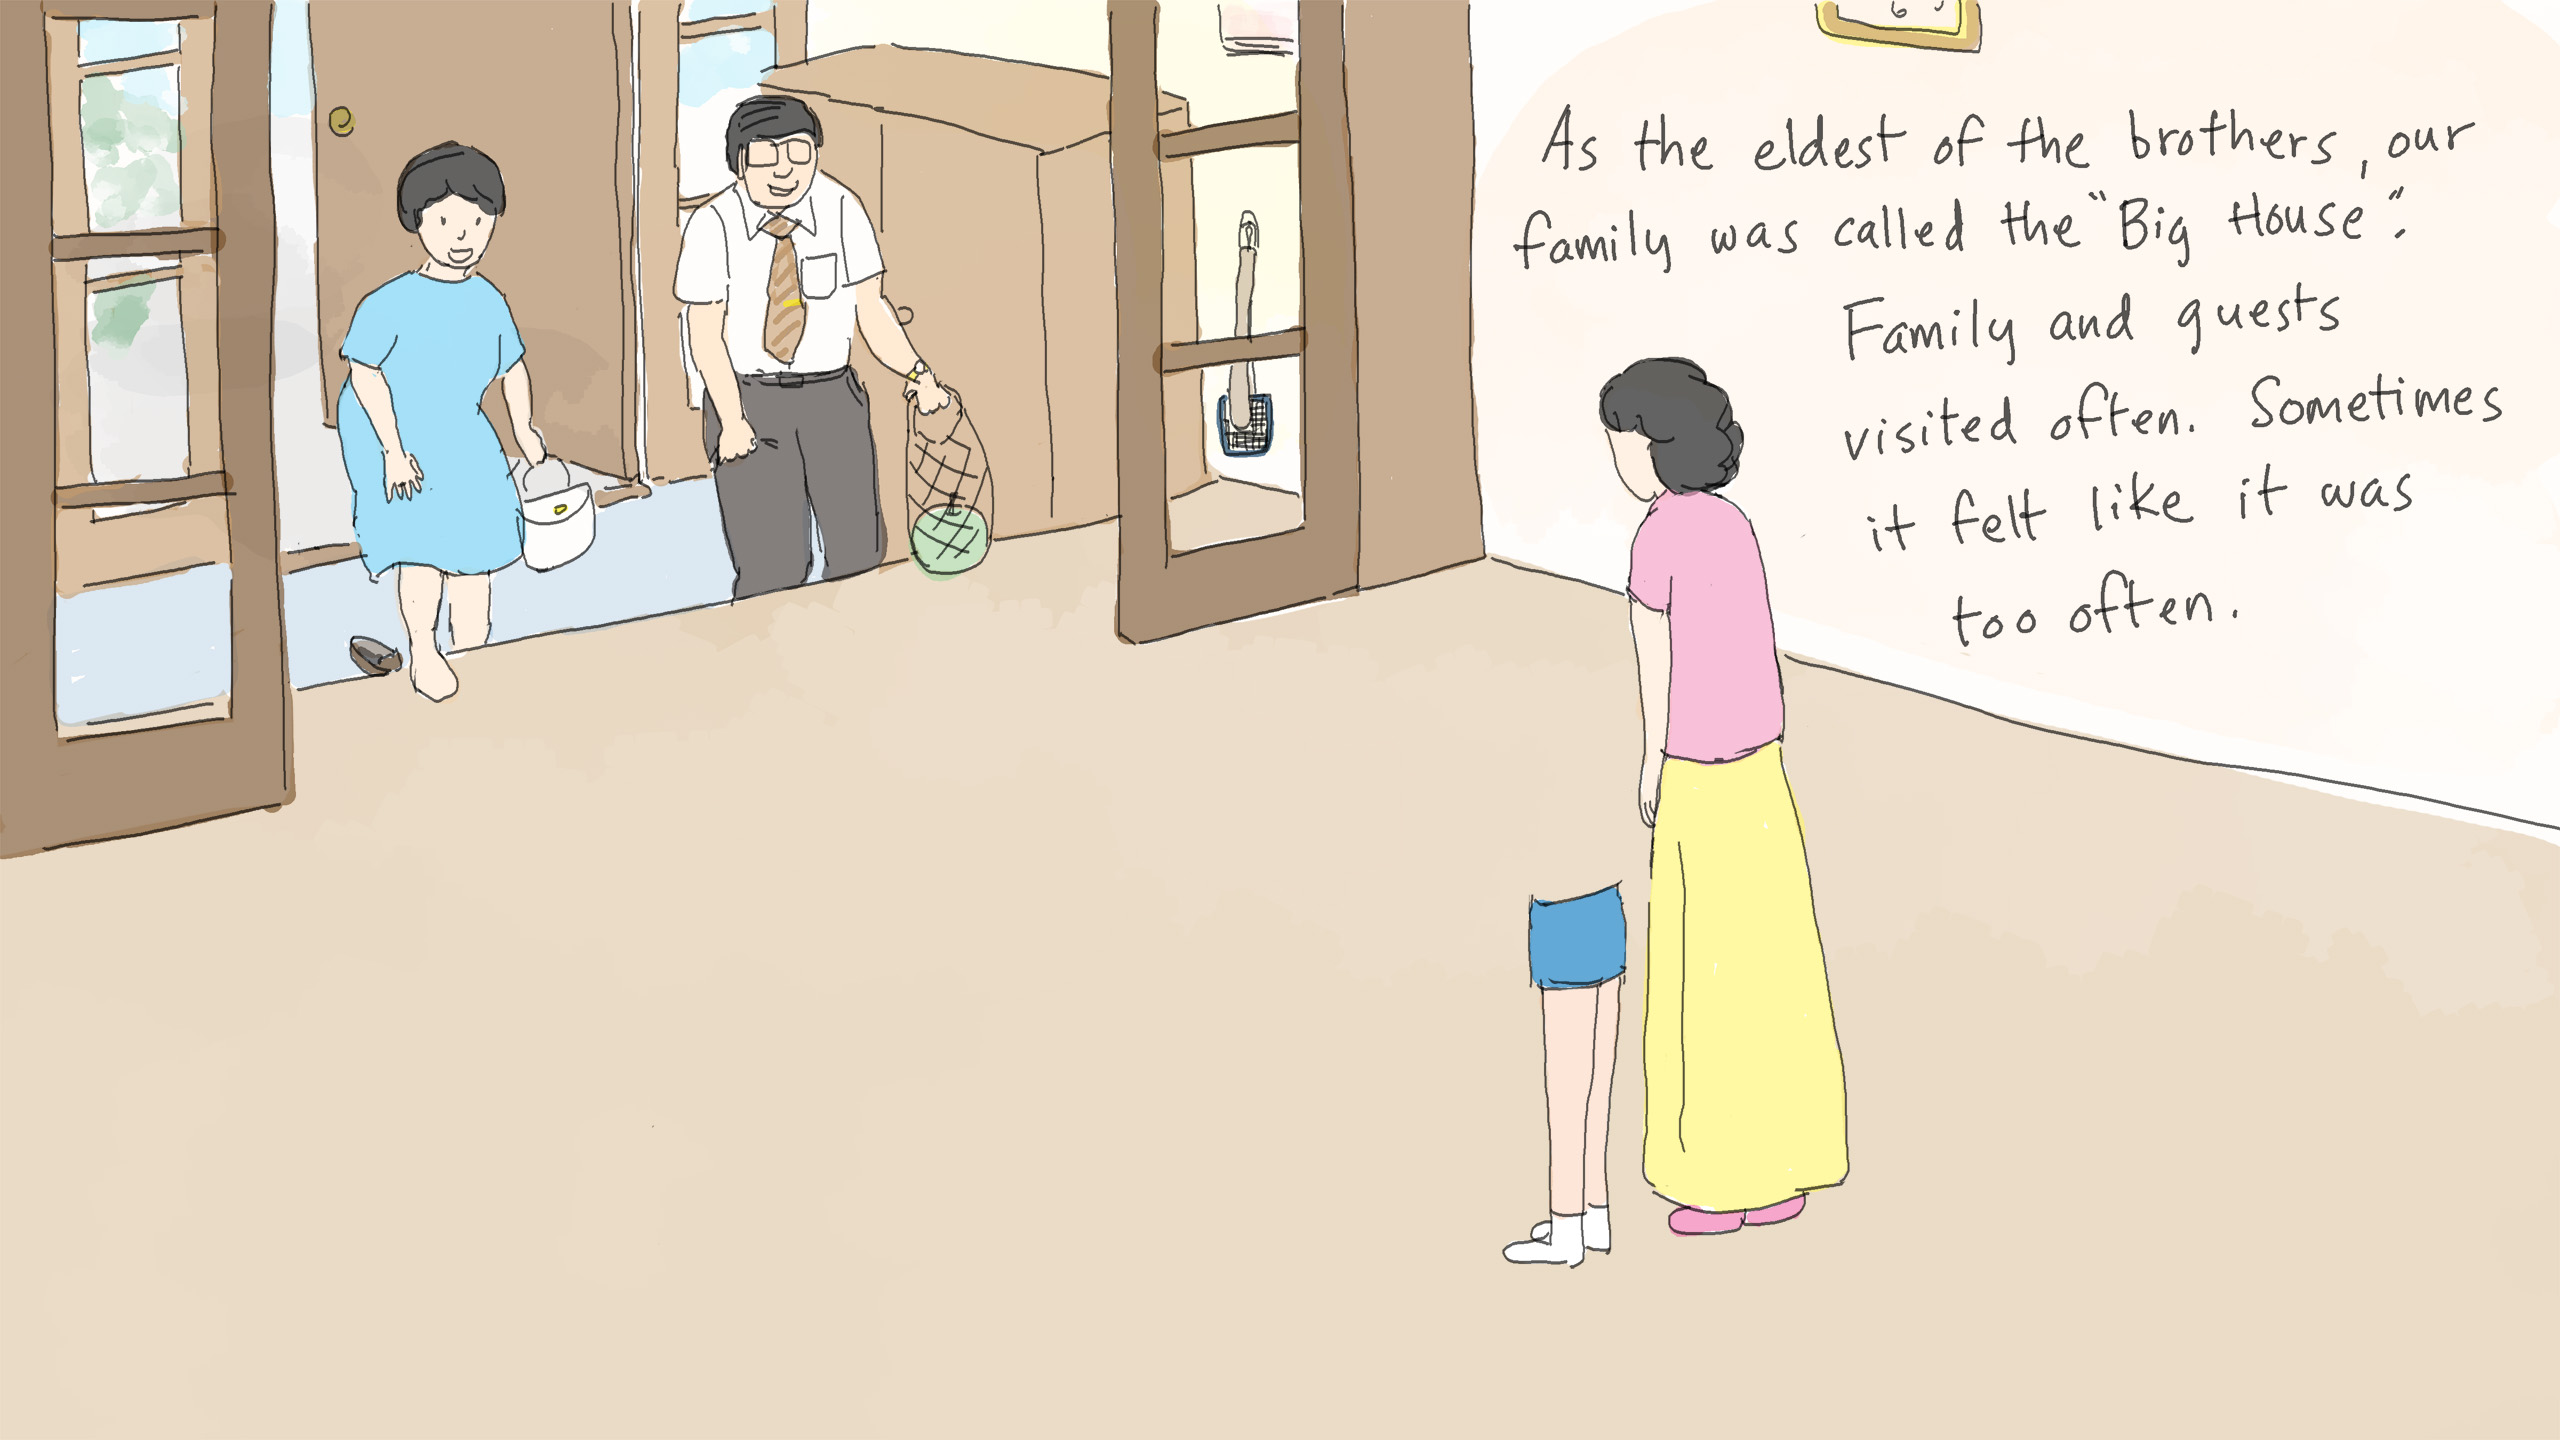 As the eldest of the brothers, our
family was called the "Big House".
Family and guests
visited often. Sometimes
it felt like it was
too often.